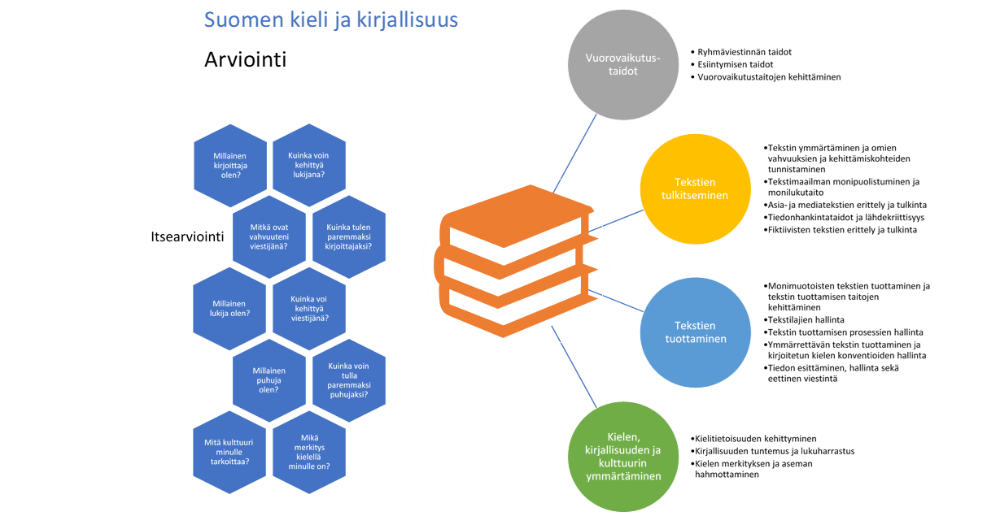 Suomen kieli ja kirjallisuus
Arviointi
Itsearviointi
Millainen
kirjoittaja
olen?
Kuinka voin
kehittyä
lukijana?
Mitkä ovat
vahvuuteni
viestijänä?
Kuinka tulen
paremmaksi
kirjoittajaksi?
Millainen
lukija olen?
Kuinka voi
kehittyä
viestijänä?
Millainen
puhuja
olen?
Kuinka voin
tulla
paremmaksi
puhujaksi?
Mitä kulttuuri
minulle
tarkoittaa?
Mikä
merkitys
kielellä
minulle on?
Vuorovaikutus-
taidot
• Ryhmäviestinnän taidot
• Esiintymisen taidot
• Vuorovaikutustaitojen kehittäminen
Tekstien
tulkitseminen
•Tekstin ymmärtäminen ja omien
vahvuuksien ja kehittämiskohteiden
tunnistaminen
•Tekstimaailman monipuolistuminen ja
monilukutaito
•Asia- ja mediatekstien erittely ja tulkinta
•Tiedonhankintataidot ja lähdekriittisyys
•Fiktiivisten tekstien erittely ja tulkinta
Tekstien
tuottaminen
•Monimuotoisten tekstien tuottaminen ja
tekstin tuottamisen taitojen
kehittäminen
•Tekstilajien hallinta
•Tekstin tuottamisen prosessien hallinta
•Ymmärrettävän tekstin tuottaminen ja
kirjoitetun kielen konventioiden hallinta
•Tiedon esittäminen, hallinta sekä
eettinen viestintä
Kielen,
kirjallisuuden ja
kulttuurin
ymmärtäminen
•Kielitietoisuuden kehittyminen
•Kirjallisuuden tuntemus ja lukuharrastus
•Kielen merkityksen ja aseman
hahmottaminen